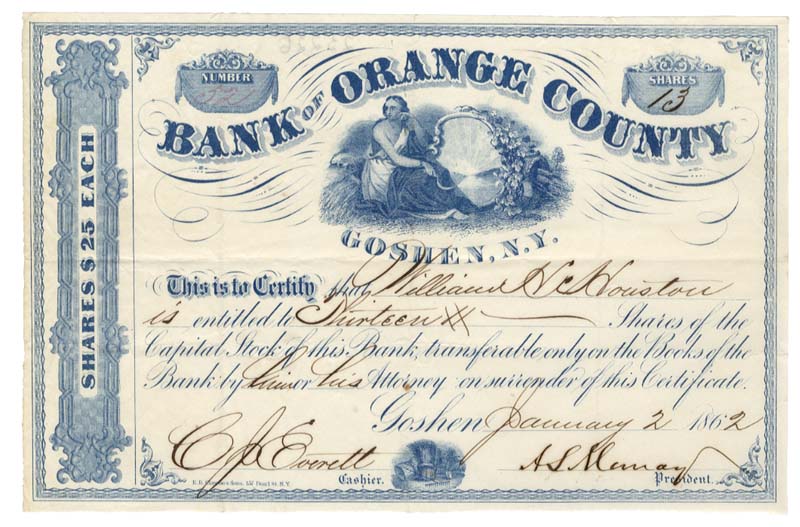 NUMBER
52
SHARES
13
BANK OF ORANGE COUNTY
GOSHEN, N.Y.
SHARES $25 EACH
This is to Certify that William H Houston
is entitled to Thirteen Shares of the
Capital Stock of this Bank, transferable only on the Books of the
Bank by him or his Attorney on surrender of this Certificate.
Goshen January 2 1862
C J Everett Cashier.
A S Murray President.
N.Y.